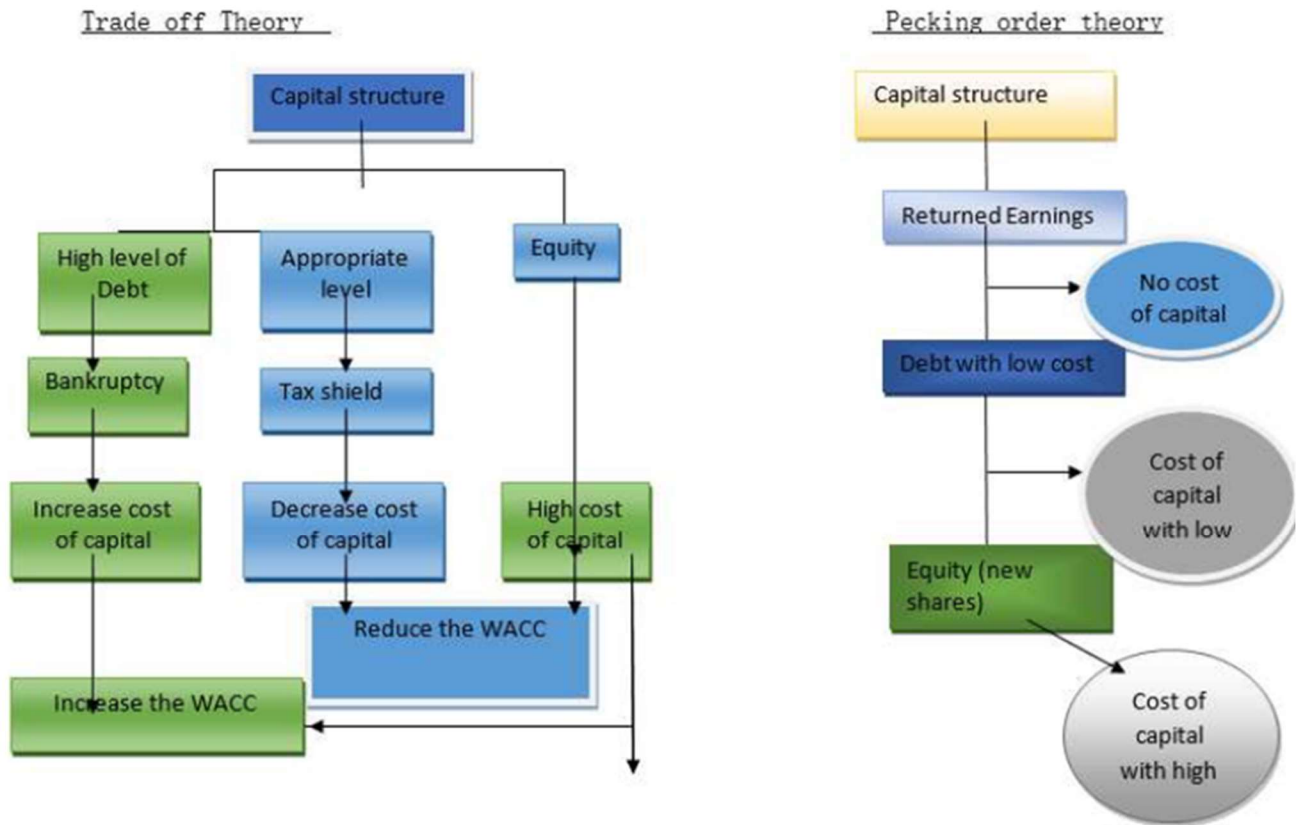 Trade off Theory
Capital structure
High level of
Debt
Appropriate
level
Equity
Bankruptcy
Tax shield
Increase cost
of capital
Decrease cost
of capital
High cost
of capital
Reduce the WACC
Increase the WACC
Pecking order theory
Capital structure
Returned Earnings
No cost
of capital
Debt with low cost
Cost of
capital
with low
Equity (new
shares)
Cost of
capital
with high